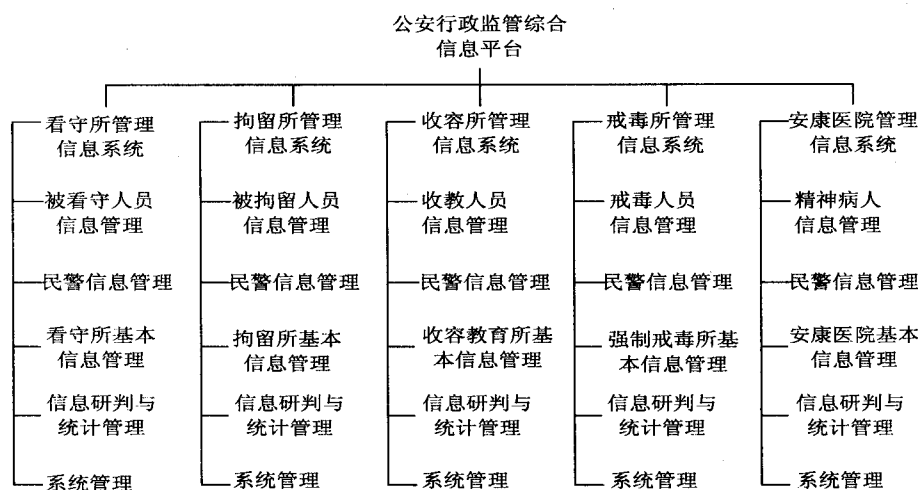 公安行政监管综合
信息平台
看守所管理
信息系统
被看守人员
信息管理
民警信息管理
看守所基本
信息管理
信息研判与
统计管理
系统管理
拘留所管理
信息系统
被拘留人员
信息管理
民警信息管理
拘留所基本
信息管理
信息研判与
统计管理
系统管理
收容所管理
信息系统
收教人员
信息管理
民警信息管理
收容教育所基
本信息管理
信息研判与
统计管理
系统管理
戒毒所管理
信息系统
戒毒人员
信息管理
民警信息管理
强制戒毒所基
本信息管理
信息研判与
统计管理
系统管理
安康医院管理
信息系统
精神病人
信息管理
民警信息管理
安康医院基本
信息管理
信息研判与
统计管理
系统管理